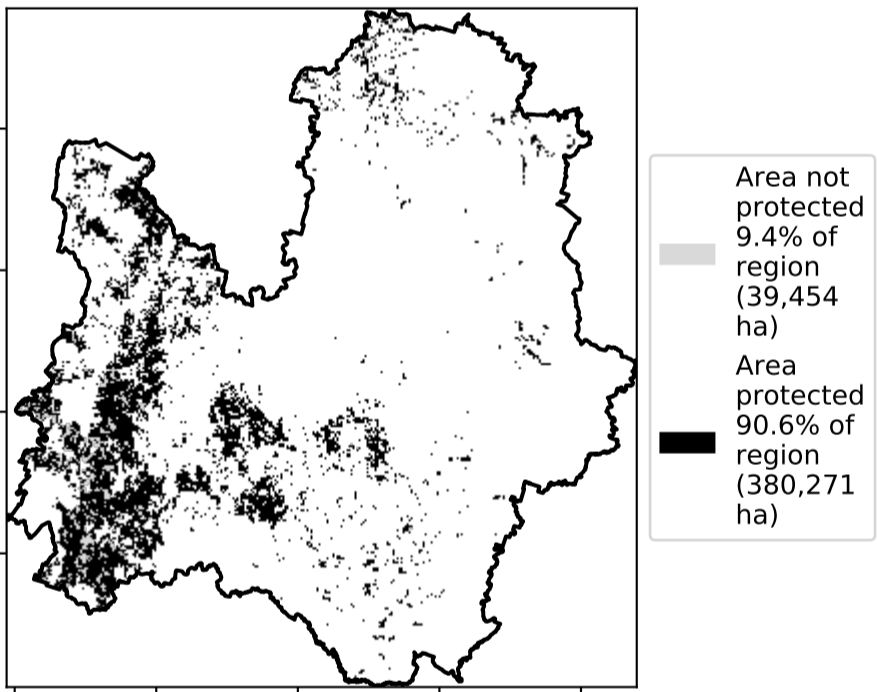 Area not
protected
9.4% of
region
(39,454
ha)
Area
protected
90.6% of
region
(380,271
ha)